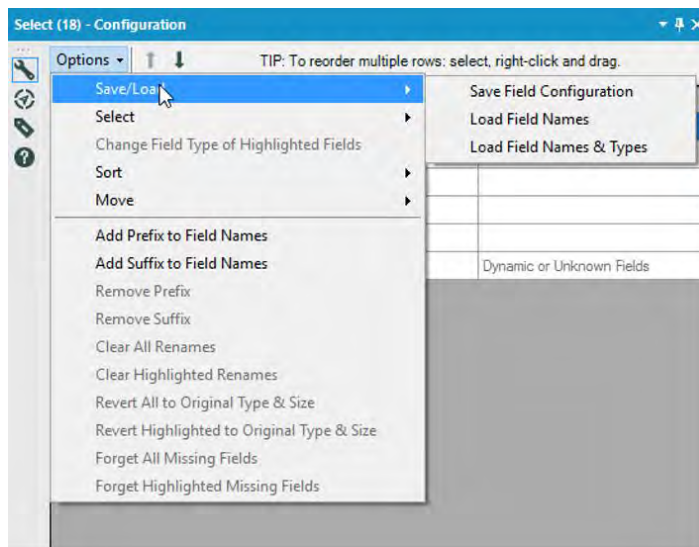 Select (18) - Configuration
Options
TIP: To reorder multiple rows: select, right-click and drag.
Save/Load
Save Field Configuration
Select
Load Field Names
Change Field Type of Highlighted Fields
Load Field Names & Types
Sort
Move
Add Prefix to Field Names
Add Suffix to Field Names
Dynamic or Unknown Fields
Remove Prefix
Remove Suffix
Clear All Renames
Clear Highlighted Renames
Revert All to Original Type & Size
Revert Highlighted to Original Type & Size
Forget All Missing Fields
Forget Highlighted Missing Fields